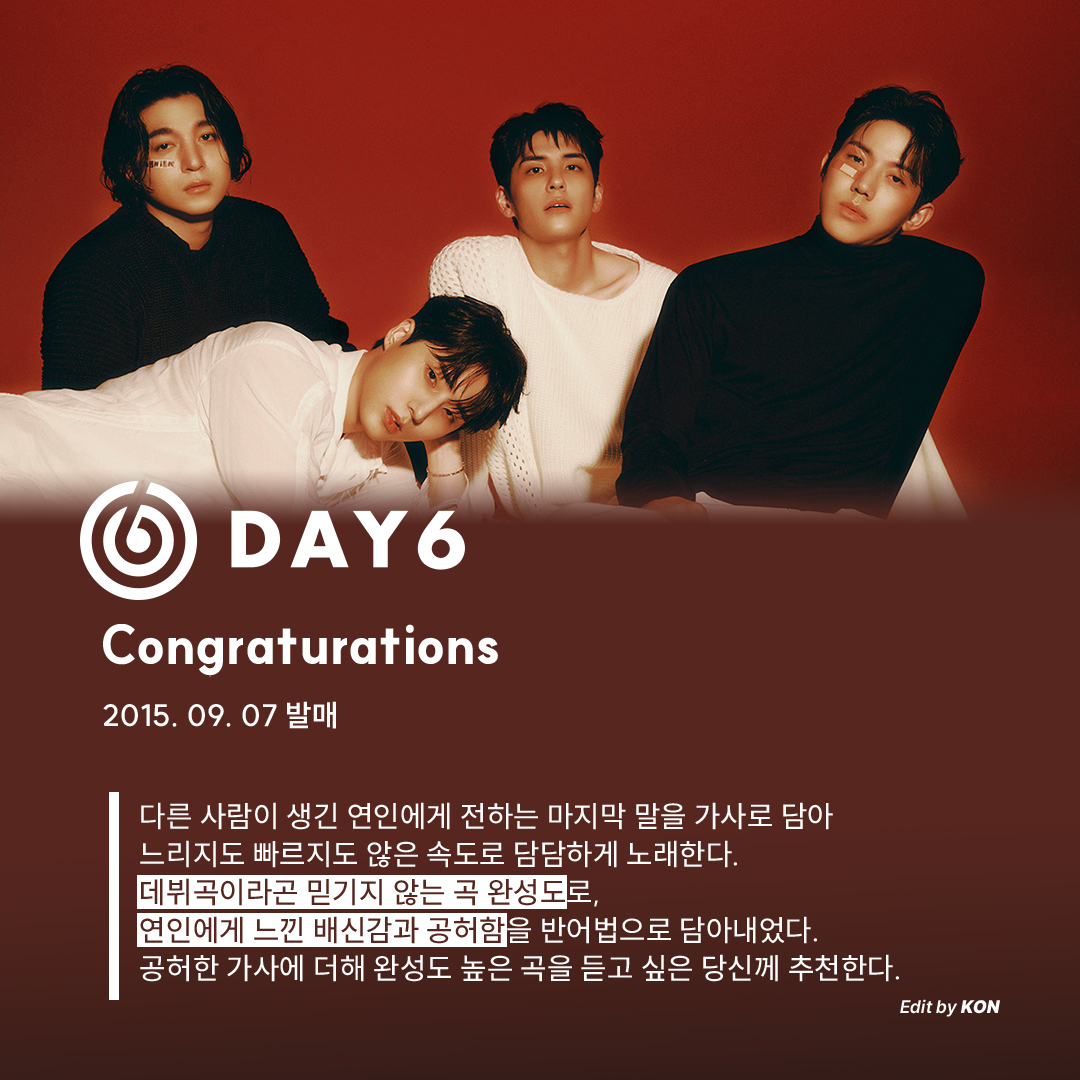 DAY6
Congraturations
2015. 09. 07 발매
다른 사람이 생긴 연인에게 전하는 마지막 말을 가사로 담아
느리지도 빠르지도 않은 속도로 담담하게 노래한다.
데뷔곡이라곤 믿기지 않는 곡 완성도로,
연인에게 느낀 배신감과 공허함을 반어법으로 담아내었다.
공허한 가사에 더해 완성도 높은 곡을 듣고 싶은 당신께 추천한다.
Edit by KON